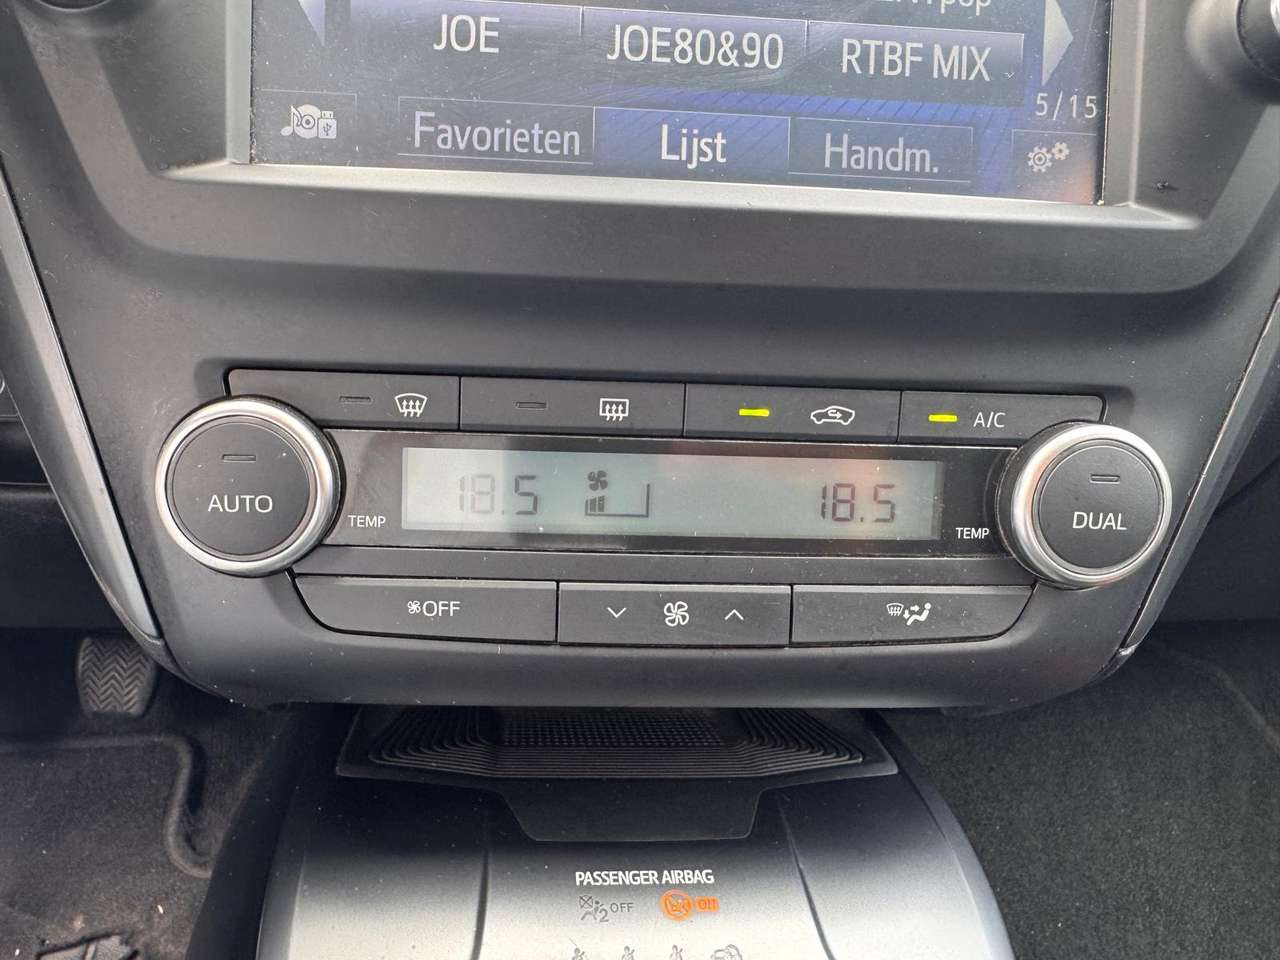 JOE JOE80&90 RTBF MIX
5/15
Favorieten Lijst Handm.
A/C
AUTO TEMP 18.5 18.5 TEMP DUAL
OFF
PASSENGER AIRBAG
2 OFF ON